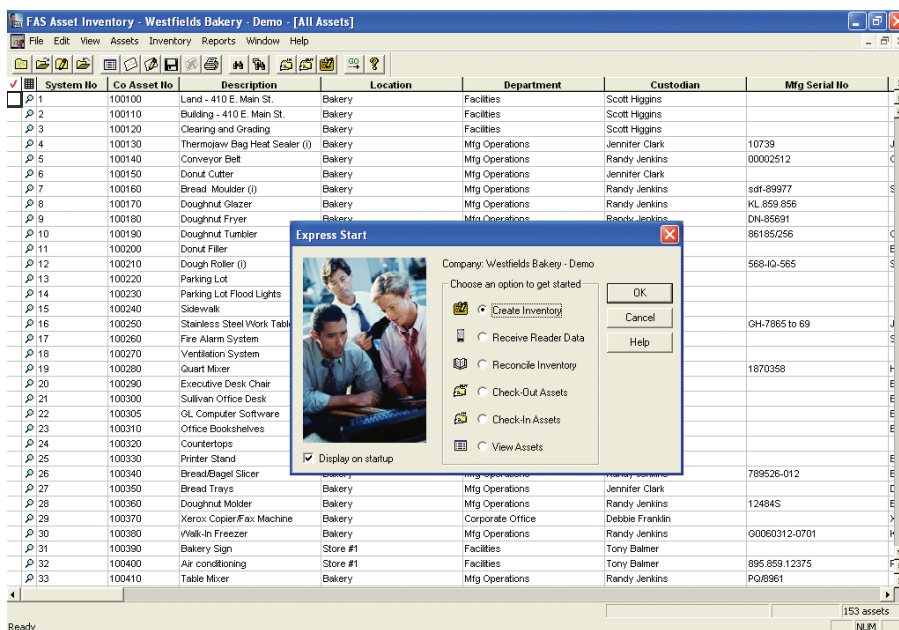 FAS Asset Inventory - Westfields Bakery - Demo - [All Assets]
File Edit View Assets Inventory Reports Window Help
GO
System No Co Asset No Description Location Department Custodian Mfg Serial No
1 100100 Land - 410 E. Main St. Bakery Facilities Scott Higgins
2 100110 Building - 410 E. Main St. Bakery Facilities Scott Higgins
3 100120 Clearing and Grading Bakery Facilities Scott Higgins
4 100130 Thermojaw Bag Heat Sealer (i) Bakery Mfg Operations Jennifer Clark 10739 J
5 100140 Conveyor Belt Bakery Mfg Operations Randy Jenkins 00002512
6 100150 Donut Cutter Bakery Mfg Operations Jennifer Clark
7 100160 Bread Moulder (i) Bakery Mfg Operations Randy Jenkins sdf-89977 S
8 100170 Doughnut Glazer Bakery Mfg Operations Randy Jenkins KL.859.856
9 100180 Doughnut Fryer Bakery Mfg Operations Randy Jenkins DN-85691
10 100190 Doughnut Tumbler 86185/256
11 100200 Donut Filler
12 100210 Dough Roller (i) 568-IQ-565
13 100220 Parking Lot
14 100230 Parking Lot Flood Lights
15 100240 Sidewalk
16 100250 Stainless Steel Work Table GH-7865 to 69 J
17 100260 Fire Alarm System
18 100270 Ventilation System
19 100280 Quart Mixer 1870358
20 100290 Executive Desk Chair
21 100300 Sullivan Office Desk
22 100305 GL Computer Software
23 100310 Office Bookshelves
24 100320 Countertops
25 100330 Printer Stand
26 100340 Bread/Bagel Slicer Bakery Mfg Operations Randy Jenkins 789526-012
27 100350 Bread Trays Bakery Mfg Operations Jennifer Clark
28 100360 Doughnut Molder Bakery Mfg Operations Randy Jenkins 12484S
29 100370 Xerox Copier/Fax Machine Bakery Corporate Office Debbie Franklin
30 100380 Walk-In Freezer Bakery Mfg Operations Randy Jenkins G0060312-0701
31 100390 Bakery Sign Store #1 Facilities Tony Balmer
32 100400 Air conditioning Store #1 Facilities Tony Balmer 895.859.12375
33 100410 Table Mixer Bakery Mfg Operations Randy Jenkins PQ/8961
Express Start
Company: Westfields Bakery - Demo
Choose an option to get started
Create Inventory
Receive Reader Data
Reconcile Inventory
Check-Out Assets
Check-In Assets
View Assets
OK
Cancel
Help
Display on startup
153 assets
Ready NUM